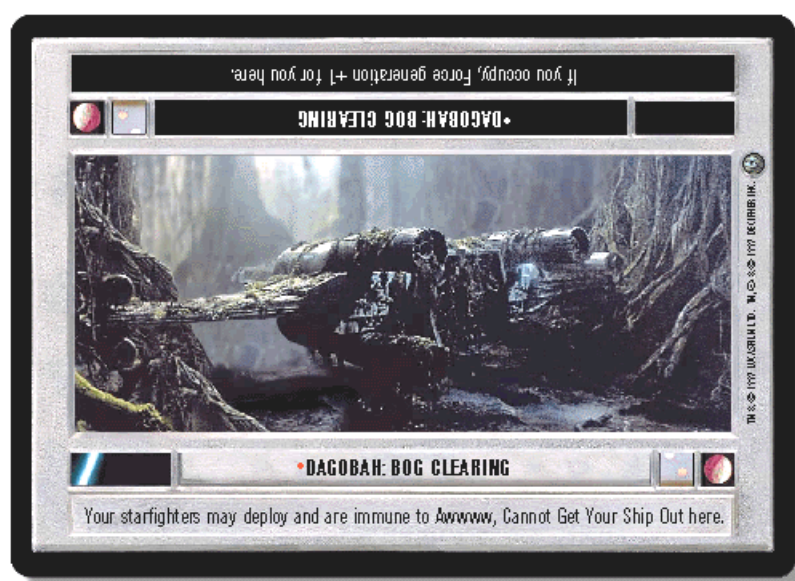 If you occupy, Force generation +1 for you here.
•DAGOBAH: BOG CLEARING
TM & © 1997 LUCASFILM LTD. TM, © & © 1997 DECIPHER INC.
•DAGOBAH: BOG CLEARING
Your starfighters may deploy and are immune to Awwww, Cannot Get Your Ship Out here.